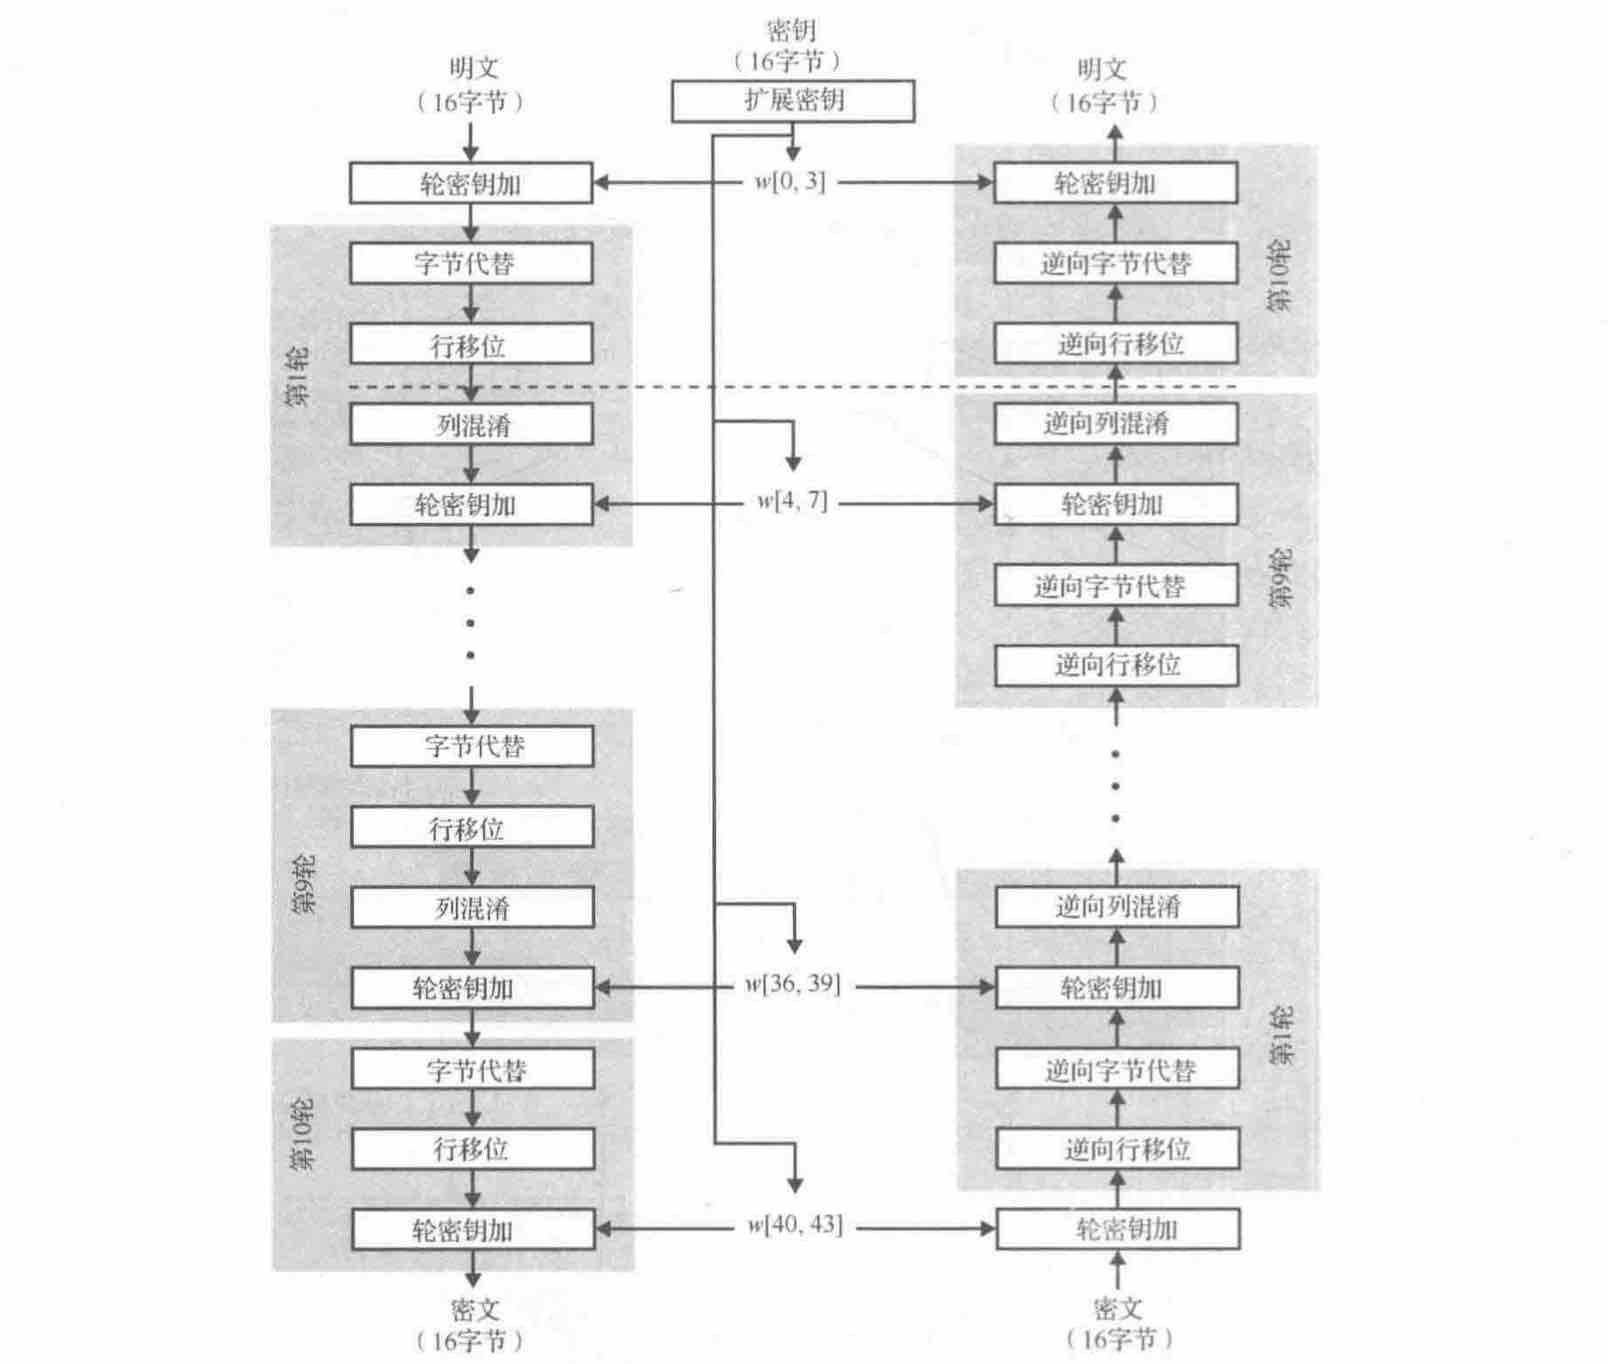 密钥
（16字节）
扩展密钥
明文
（16字节）
轮密钥加
字节代替
行移位
列混淆
轮密钥加
第1轮
字节代替
行移位
列混淆
轮密钥加
第9轮
字节代替
行移位
轮密钥加
第10轮
密文
（16字节）
w[0, 3]
w[4, 7]
w[36, 39]
w[40, 43]
明文
（16字节）
轮密钥加
逆向字节代替
逆向行移位
第10轮
逆向列混淆
轮密钥加
逆向字节代替
逆向行移位
第9轮
逆向列混淆
轮密钥加
逆向字节代替
逆向行移位
第1轮
轮密钥加
密文
（16字节）